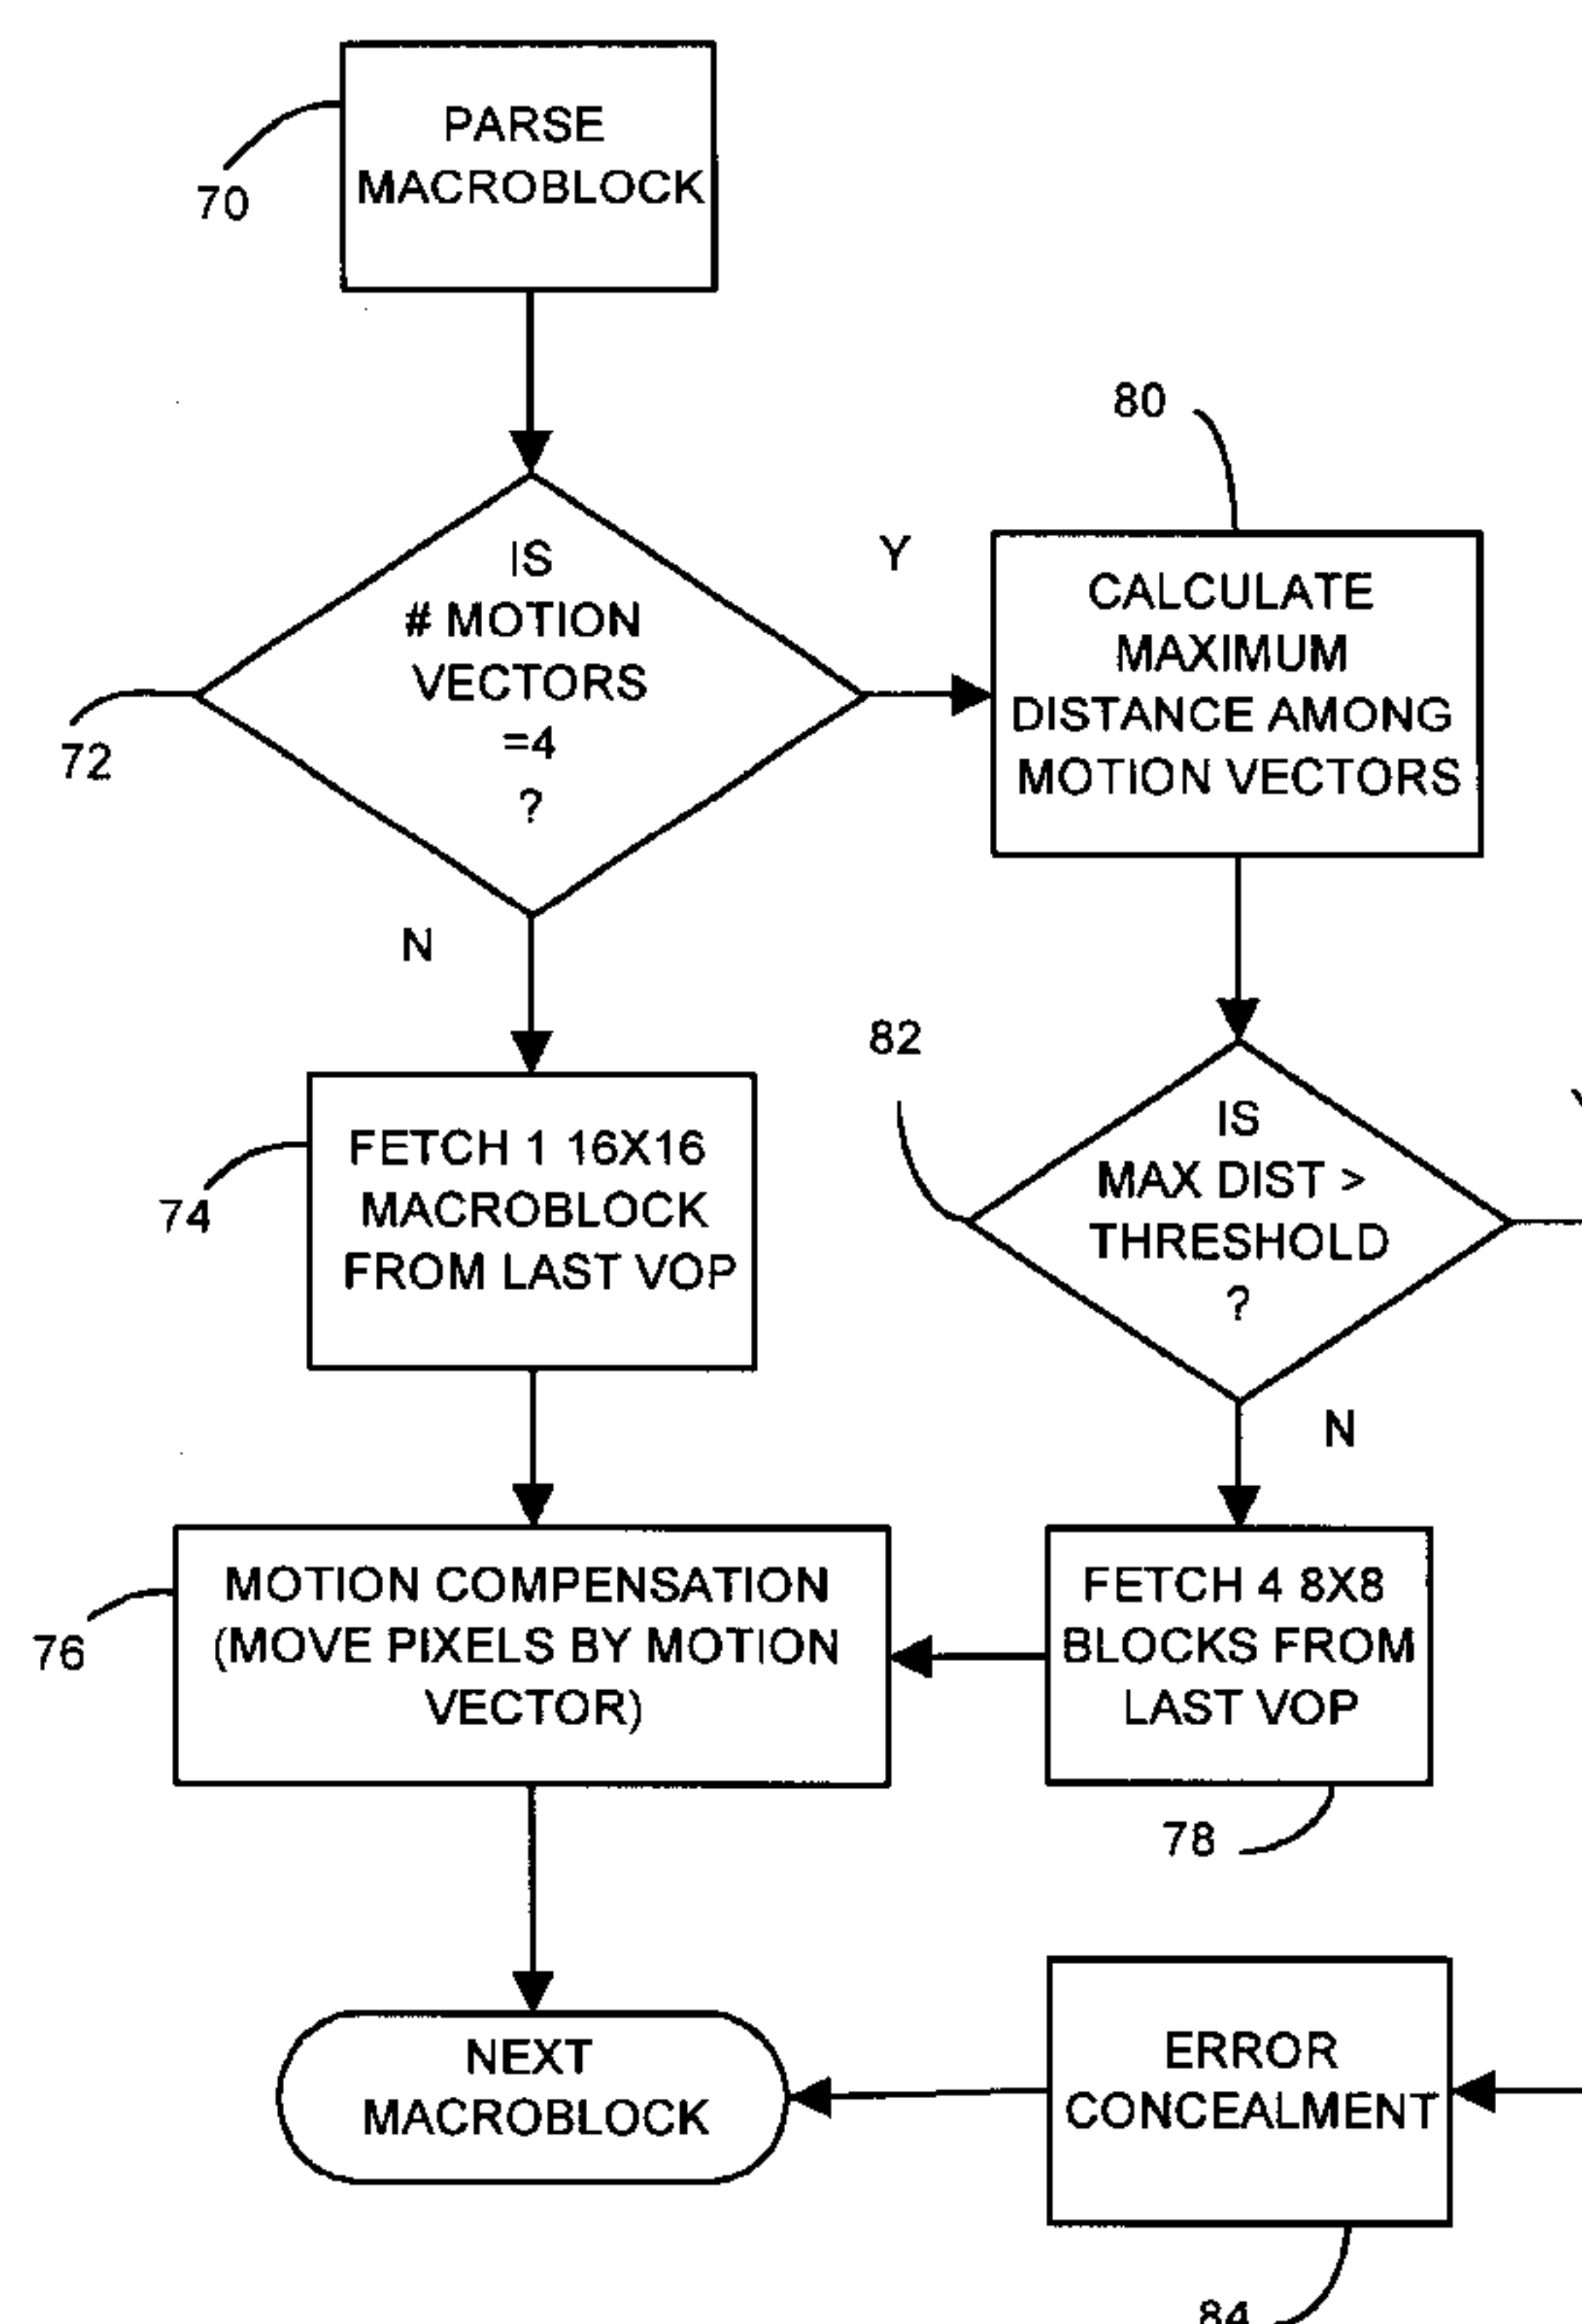 PARSE
MACROBLOCK
70
80
IS
# MOTION
VECTORS
=4
?
72
Y
CALCULATE
MAXIMUM
DISTANCE AMONG
MOTION VECTORS
N
82
IS
MAX DIST >
THRESHOLD
?
FETCH 1 16X16
MACROBLOCK
FROM LAST VOP
74
N
MOTION COMPENSATION
(MOVE PIXELS BY MOTION
VECTOR)
76
FETCH 4 8X8
BLOCKS FROM
LAST VOP
78
NEXT
MACROBLOCK
ERROR
CONCEALMENT
84